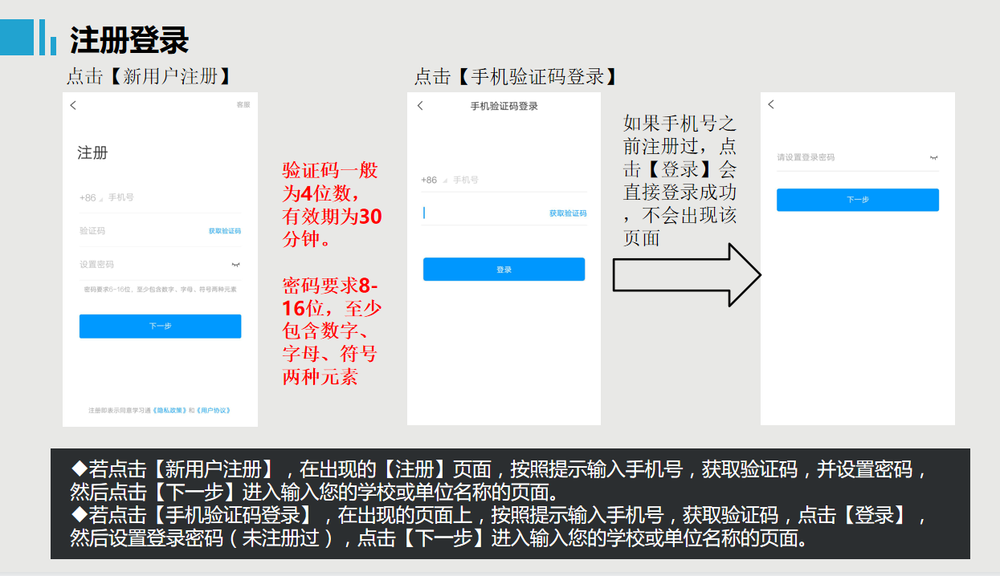 注册登录
点击【新用户注册】
客服
注册
+86
手机号
验证码
获取验证码
设置密码
密码要求6-16位，至少包含数字、字母、符号两种元素
下一步
注册即表示同意学习通《隐私政策》和《用户协议》
验证码一般
为4位数，
有效期为30
分钟。
密码要求8-
16位，至少
包含数字、
字母、符号
两种元素
点击【手机验证码登录】
手机验证码登录
+86
手机号
获取验证码
登录
如果手机号之
前注册过，点
击【登录】会
直接登录成功
，不会出现该
页面
请设置登录密码
下一步
◆若点击【新用户注册】，在出现的【注册】页面，按照提示输入手机号，获取验证码，并设置密码，
然后点击【下一步】进入输入您的学校或单位名称的页面。
◆若点击【手机验证码登录】，在出现的页面上，按照提示输入手机号，获取验证码，点击【登录】，
然后设置登录密码（未注册过），点击【下一步】进入输入您的学校或单位名称的页面。